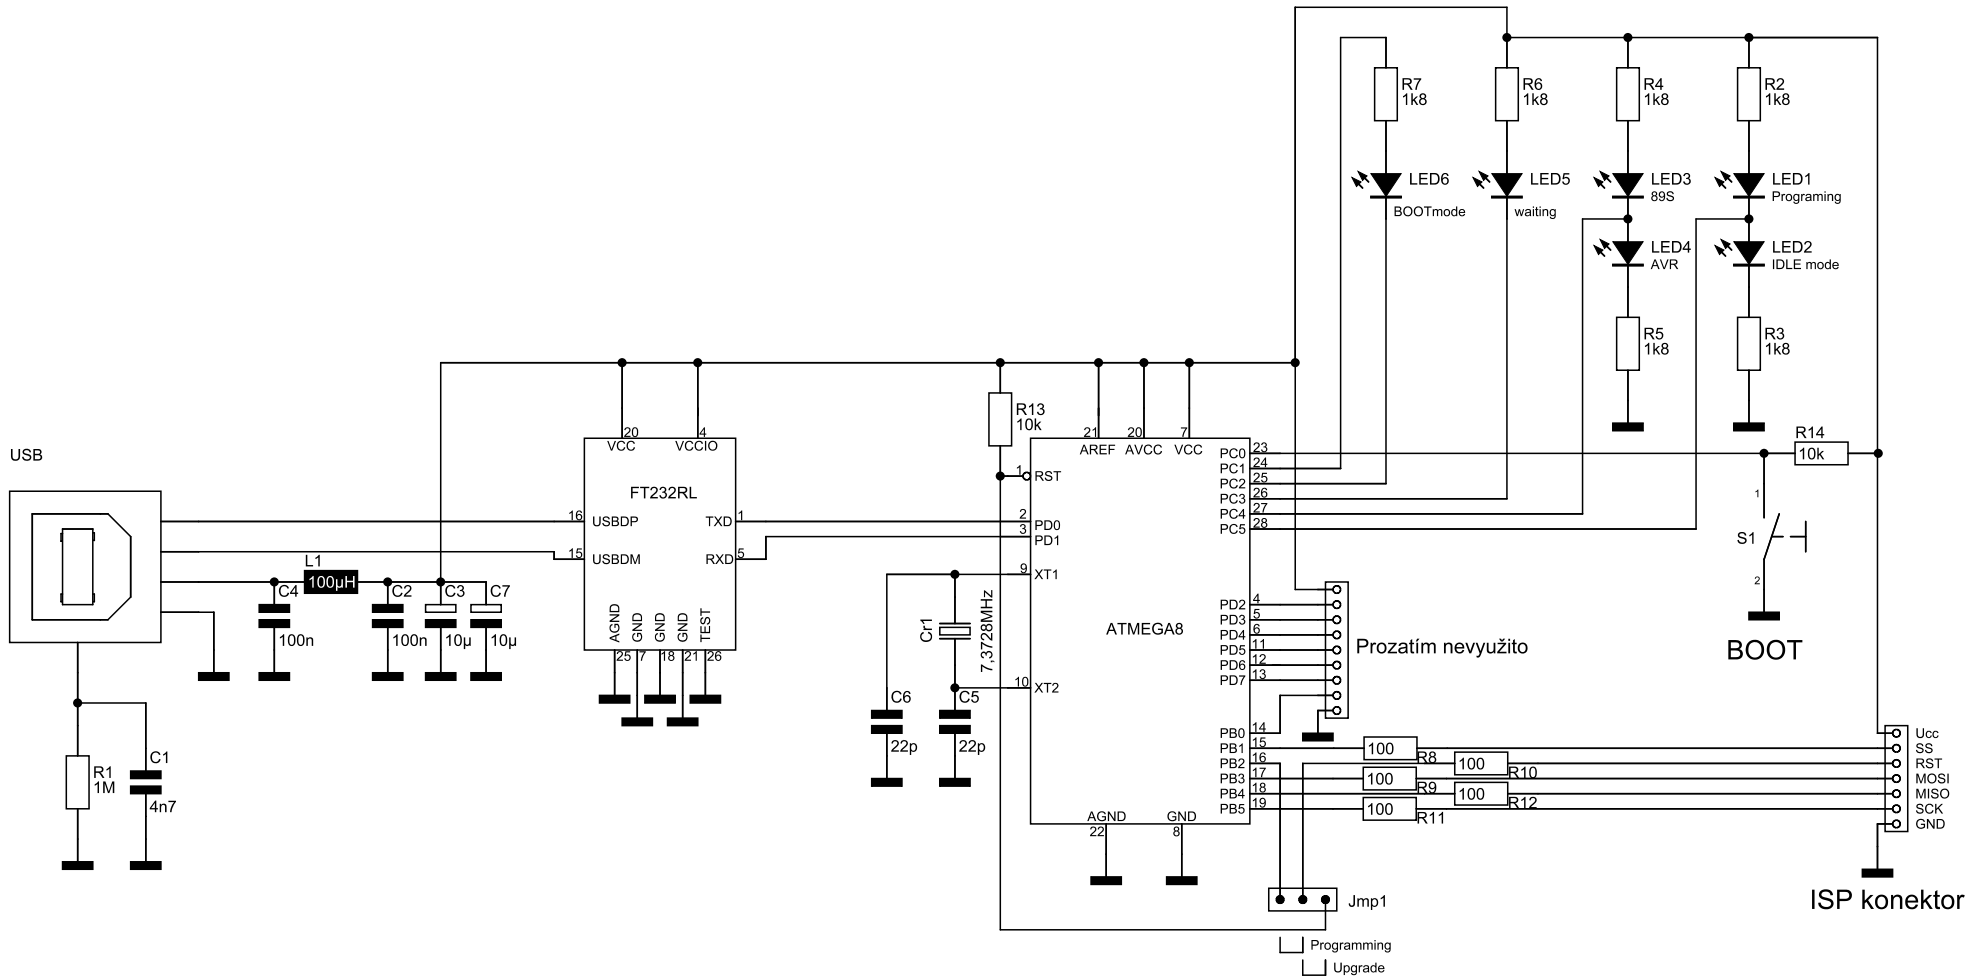 R7
1k8
R6
1k8
R4
1k8
R2
1k8
LED6
BOOTmode
LED5
waiting
LED3
89S
LED1
Programing
LED4
AVR
LED2
IDLE mode
R5
1k8
R3
1k8
R13
10k
R14
10k
USB
20
VCC
4
VCCIO
FT232RL
16
USBDP
15
USBDM
TXD
1
RXD
5
AGND
GND
GND
GND
TEST
25
7
18
21
26
L1
100µH
C4
100n
C2
100n
C3
10µ
C7
10µ
R1
1M
C1
4n7
21
AREF
20
AVCC
7
VCC
1
RST
2
PD0
3
PD1
9
XT1
10
XT2
ATMEGA8
Cr1
7,3728MHz
C6
22p
C5
22p
PC0
23
PC1
24
PC2
25
PC3
26
PC4
27
PC5
28
PD2
4
PD3
5
PD4
6
PD5
11
PD6
12
PD7
13
PB0
14
PB1
15
PB2
16
PB3
17
PB4
18
PB5
19
AGND
22
GND
8
Prozatím nevyužito
1
S1
2
BOOT
100
R8
100
R10
100
R9
100
R12
100
R11
Ucc
SS
RST
MOSI
MISO
SCK
GND
ISP konektor
Jmp1
Programming
Upgrade